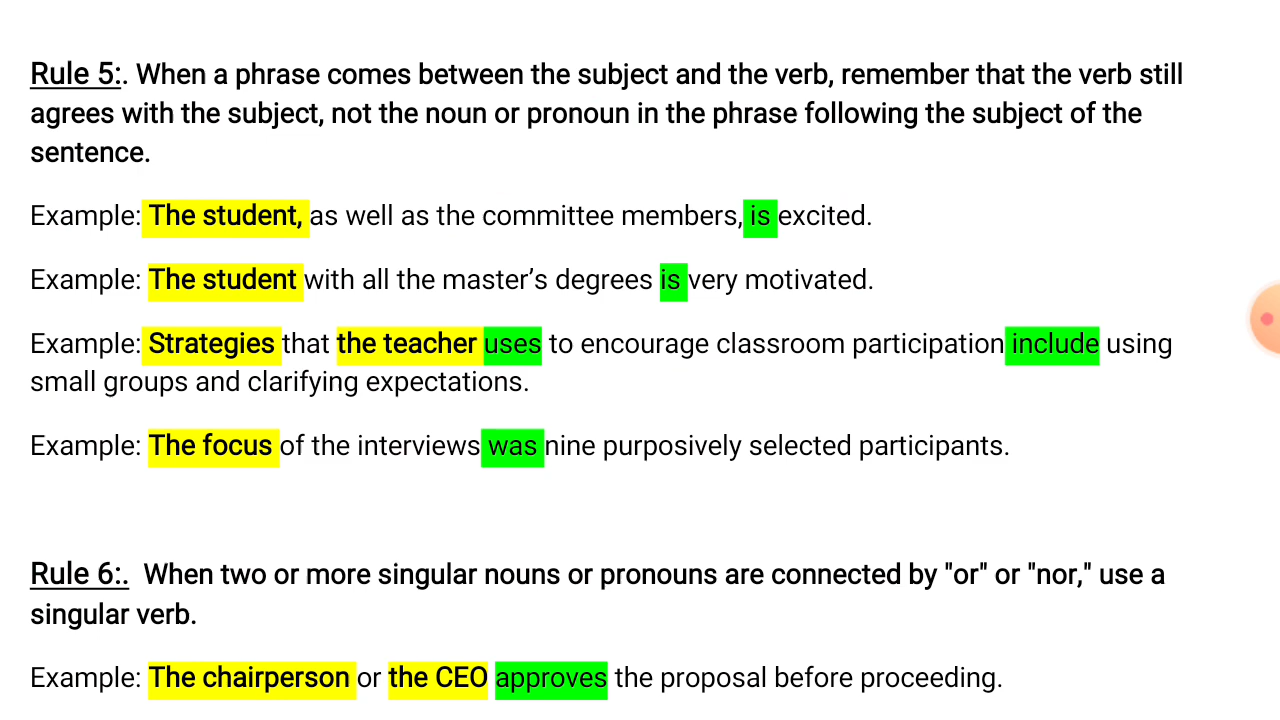 Rule 5:. When a phrase comes between the subject and the verb, remember that the verb still
agrees with the subject, not the noun or pronoun in the phrase following the subject of the
sentence.
Example: The student, as well as the committee members, is excited.
Example: The student with all the master’s degrees is very motivated.
Example: Strategies that the teacher uses to encourage classroom participation include using
small groups and clarifying expectations.
Example: The focus of the interviews was nine purposively selected participants.
Rule 6:. When two or more singular nouns or pronouns are connected by "or" or "nor," use a
singular verb.
Example: The chairperson or the CEO approves the proposal before proceeding.